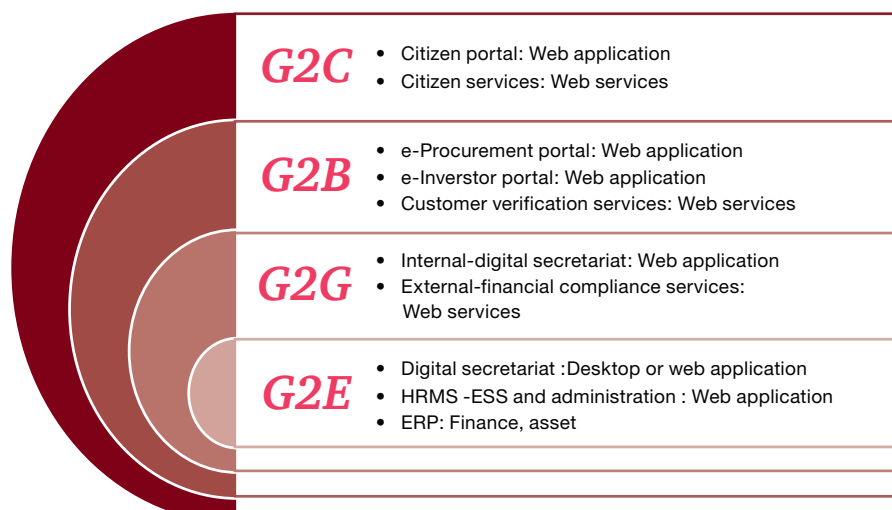 G2C
• Citizen portal: Web application
• Citizen services: Web services
G2B
• e-Procurement portal: Web application
• e-Inverstor portal: Web application
• Customer verification services: Web services
G2G
• Internal-digital secretariat: Web application
• External-financial compliance services:
Web services
G2E
• Digital secretariat :Desktop or web application
• HRMS -ESS and administration : Web application
• ERP: Finance, asset